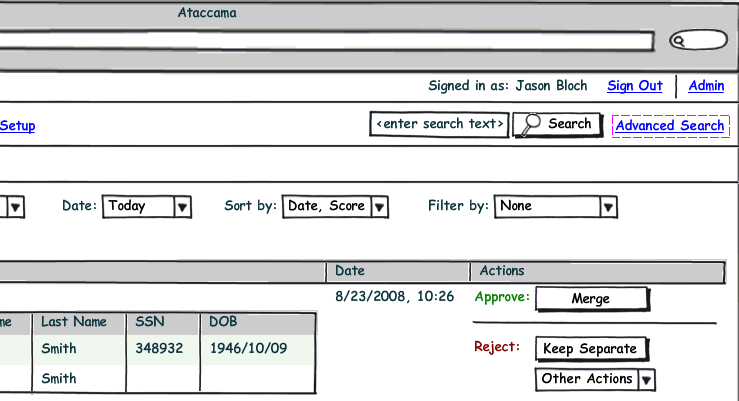 Ataccama
Signed in as: Jason Bloch Sign Out Admin
Setup <enter search text> Search Advanced Search
Date: Today Sort by: Date, Score Filter by: None
Date Actions
8/23/2008, 10:26 Approve: Merge
me Last Name SSN DOB
Smith 348932 1946/10/09 Reject: Keep Separate
Smith Other Actions